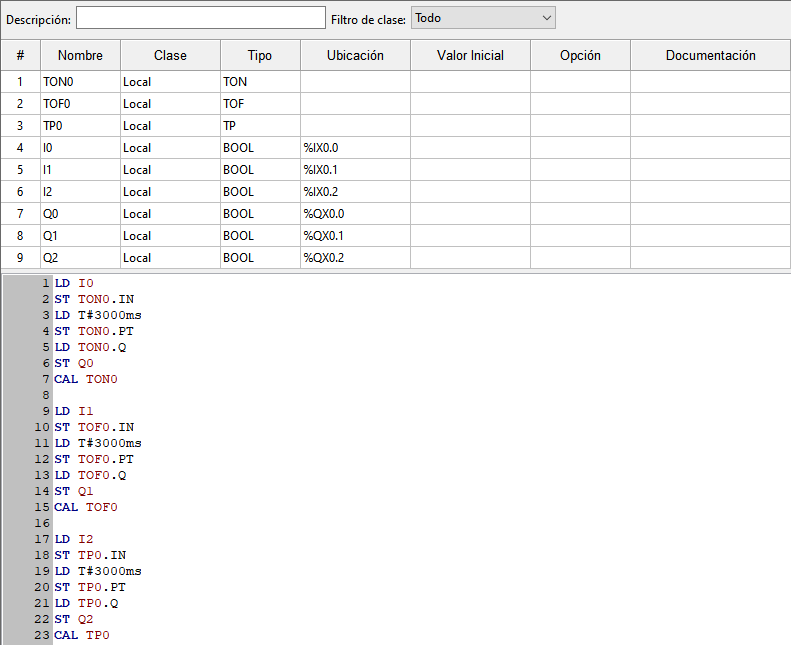 Descripción: Filtro de clase: Todo
# Nombre Clase Tipo Ubicación Valor Inicial Opción Documentación
1 TON0 Local TON
2 TOF0 Local TOF
3 TP0 Local TP
4 I0 Local BOOL %IX0.0
5 I1 Local BOOL %IX0.1
6 I2 Local BOOL %IX0.2
7 Q0 Local BOOL %QX0.0
8 Q1 Local BOOL %QX0.1
9 Q2 Local BOOL %QX0.2
1 LD I0
2 ST TON0.IN
3 LD T#3000ms
4 ST TON0.PT
5 LD TON0.Q
6 ST Q0
7 CAL TON0
8
9 LD I1
10 ST TOF0.IN
11 LD T#3000ms
12 ST TOF0.PT
13 LD TOF0.Q
14 ST Q1
15 CAL TOF0
16
17 LD I2
18 ST TP0.IN
19 LD T#3000ms
20 ST TP0.PT
21 LD TP0.Q
22 ST Q2
23 CAL TP0